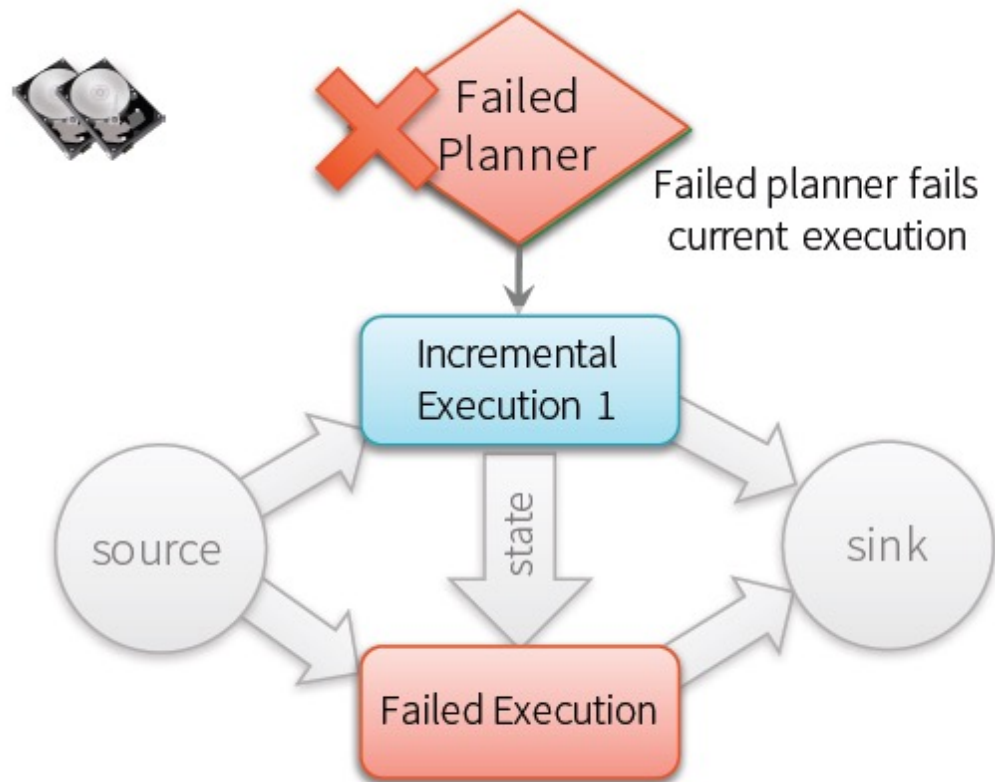 Failed
Planner
Failed planner fails
current execution
Incremental
Execution 1
source
state
sink
Failed Execution